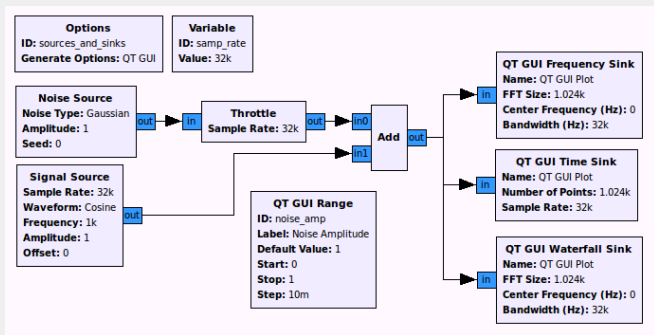 Options
ID: sources_and_sinks
Generate Options: QT GUI
Variable
ID: samp_rate
Value: 32k
Noise Source
Noise Type: Gaussian
Amplitude: 1
Seed: 0
out
in
Throttle
Sample Rate: 32k
out
in0
in1
Add
out
Signal Source
Sample Rate: 32k
Waveform: Cosine
Frequency: 1k
Amplitude: 1
Offset: 0
out
QT GUI Range
ID: noise_amp
Label: Noise Amplitude
Default Value: 1
Start: 0
Stop: 1
Step: 10m
in
QT GUI Frequency Sink
Name: QT GUI Plot
FFT Size: 1.024k
Center Frequency (Hz): 0
Bandwidth (Hz): 32k
in
QT GUI Time Sink
Name: QT GUI Plot
Number of Points: 1.024k
Sample Rate: 32k
in
QT GUI Waterfall Sink
Name: QT GUI Plot
FFT Size: 1.024k
Center Frequency (Hz): 0
Bandwidth (Hz): 32k